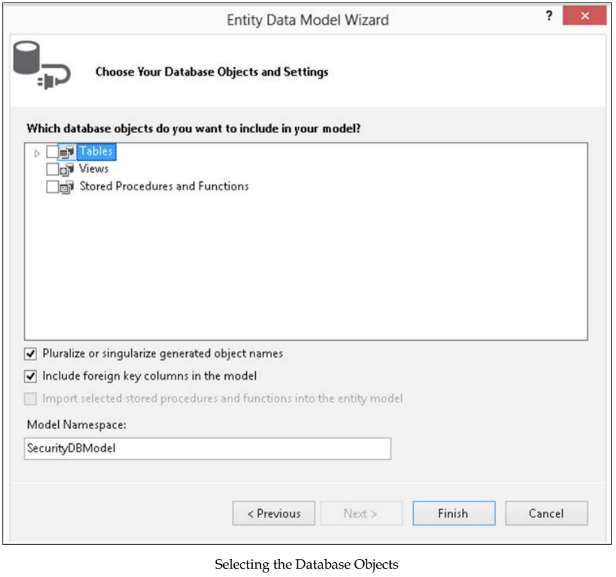 Entity Data Model Wizard
?
Choose Your Database Objects and Settings
Which database objects do you want to include in your model?
Tables
Views
Stored Procedures and Functions
Pluralize or singularize generated object names
Include foreign key columns in the model
Import selected stored procedures and functions into the entity model
Model Namespace:
SecurityDBModel
< Previous Next > Finish Cancel
Selecting the Database Objects